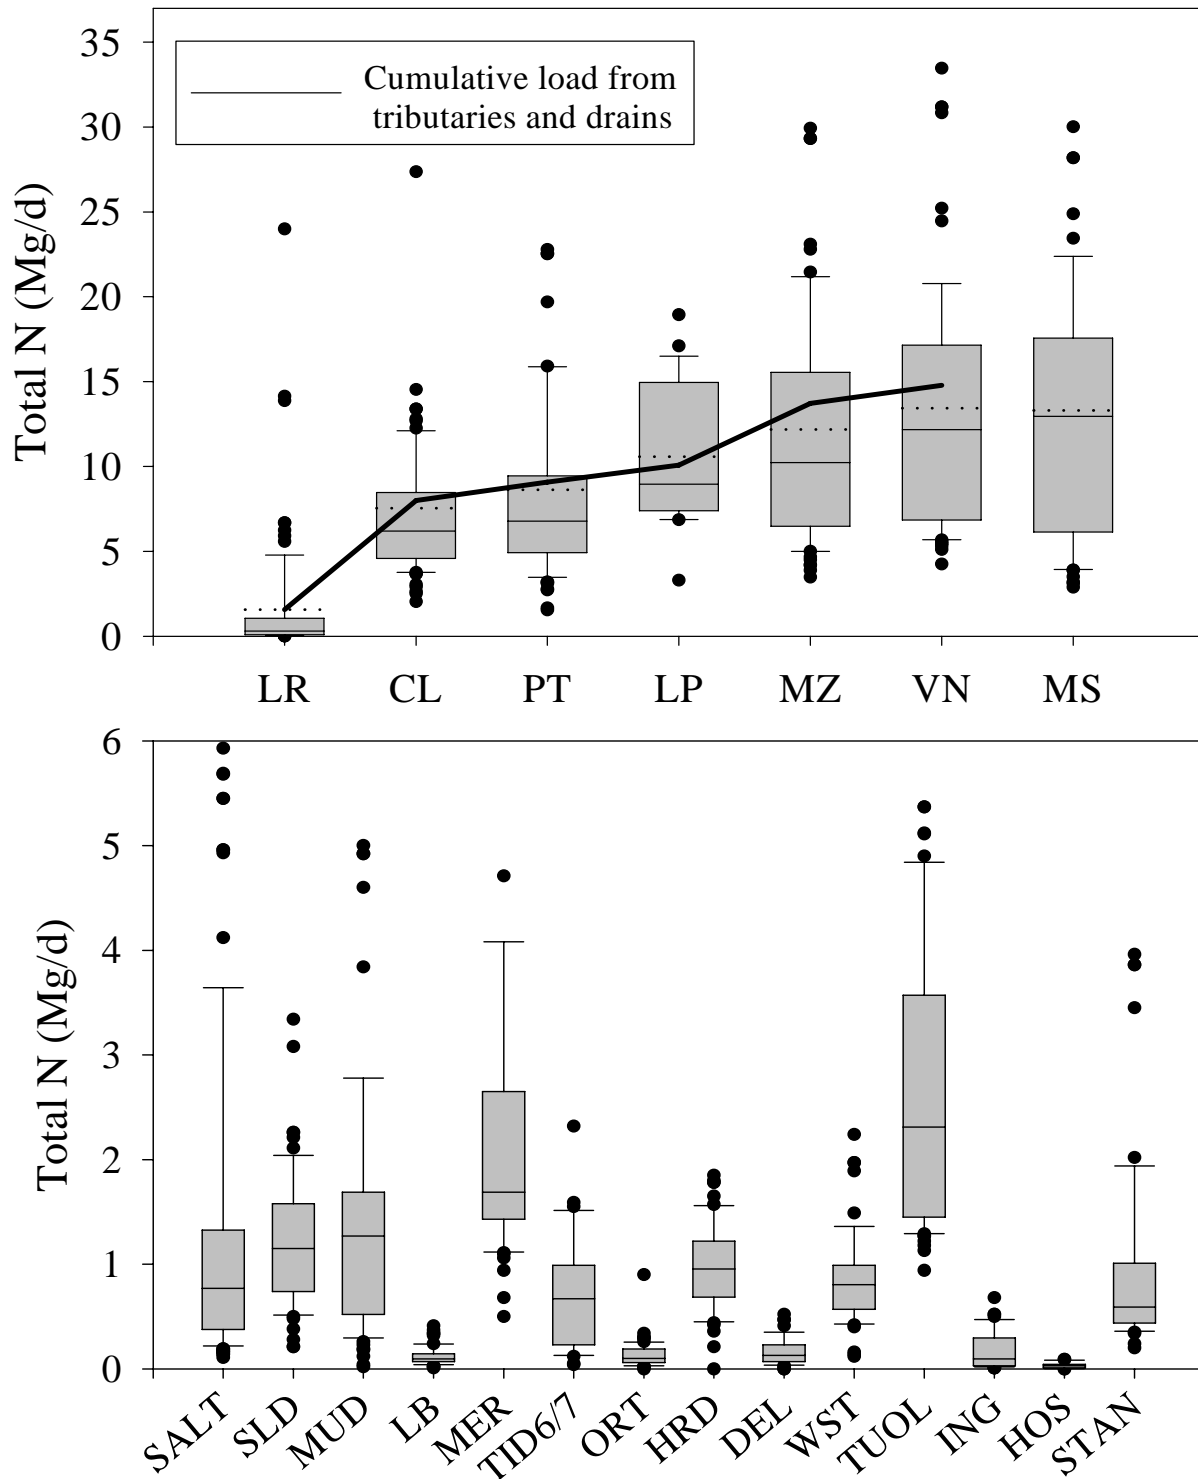 35
30
25
20
15
10
5
0
Total N (Mg/d)
Cumulative load from
tributaries and drains
LR CL PT LP MZ VN MS
6
5
4
3
2
1
0
Total N (Mg/d)
SALT SLD MUD LB MER TID6/7 ORT HRD DEL WST TUOL ING HOS STAN